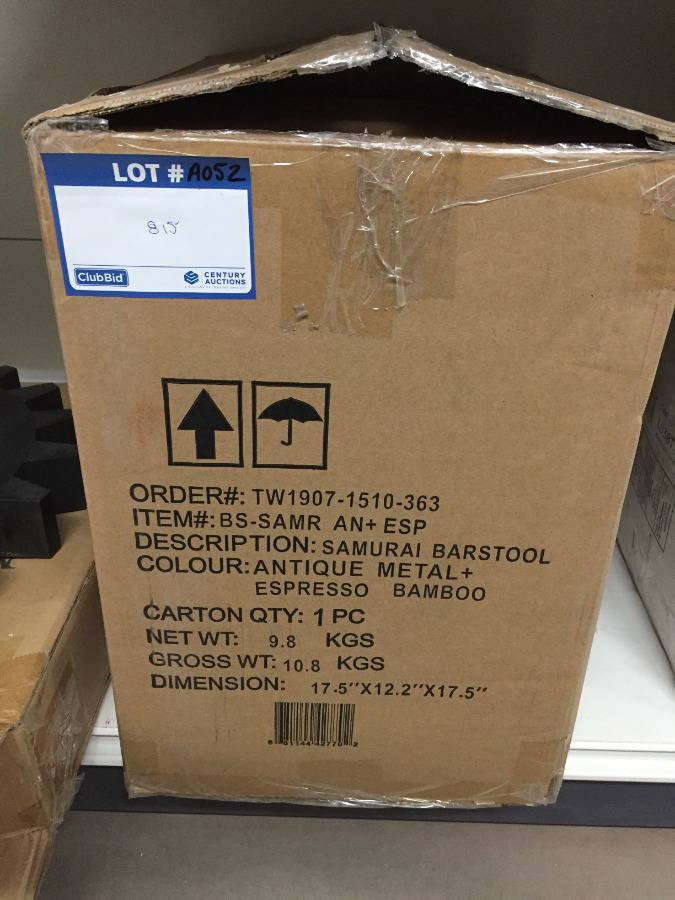 LOT #A052
815
ClubBid
CENTURY
AUCTIONS
ORDER#: TW1907-1510-363
ITEM#: BS-SAMR AN+ ESP
DESCRIPTION: SAMURAI BARSTOOL
COLOUR: ANTIQUE METAL+
ESPRESSO BAMBOO
CARTON QTY: 1 PC
NET WT: 9.8 KGS
GROSS WT: 10.8 KGS
DIMENSION: 17.5''X12.2''X17.5''